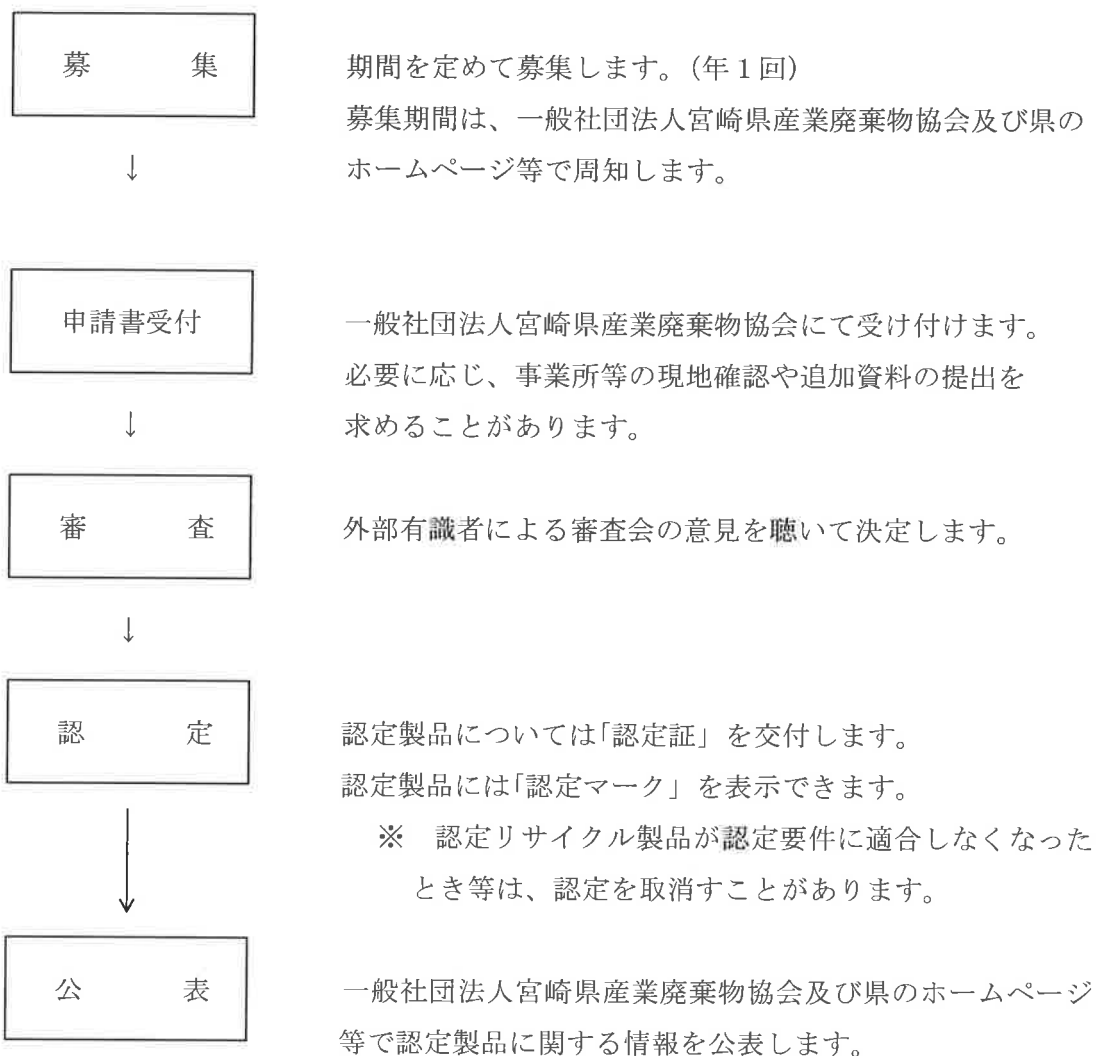 募　　集
期間を定めて募集します。(年１回)
募集期間は、一般社団法人宮崎県産業廃棄物協会及び県の
ホームページ等で周知します。
↓
申請書受付
一般社団法人宮崎県産業廃棄物協会にて受け付けます。
必要に応じ、事業所等の現地確認や追加資料の提出を
求めることがあります。
↓
審　　査
外部有識者による審査会の意見を聴いて決定します。
↓
認　　定
認定製品については「認定証」を交付します。
認定製品には「認定マーク」を表示できます。
※　認定リサイクル製品が認定要件に適合しなくなった
とき等は、認定を取消すことがあります。
公　　表
一般社団法人宮崎県産業廃棄物協会及び県のホームページ
等で認定製品に関する情報を公表します。